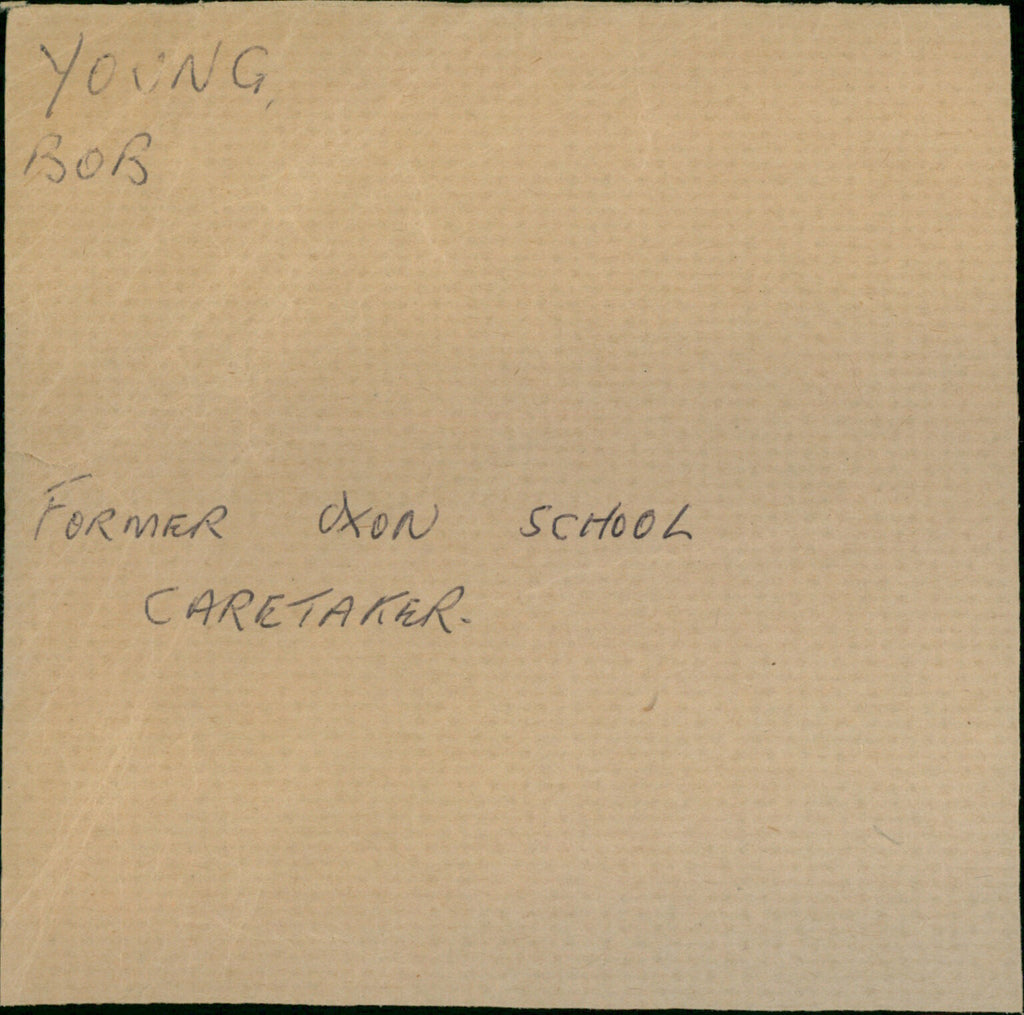 YOUNG,
BOB
FORMER OXON SCHOOL
CARETAKER.